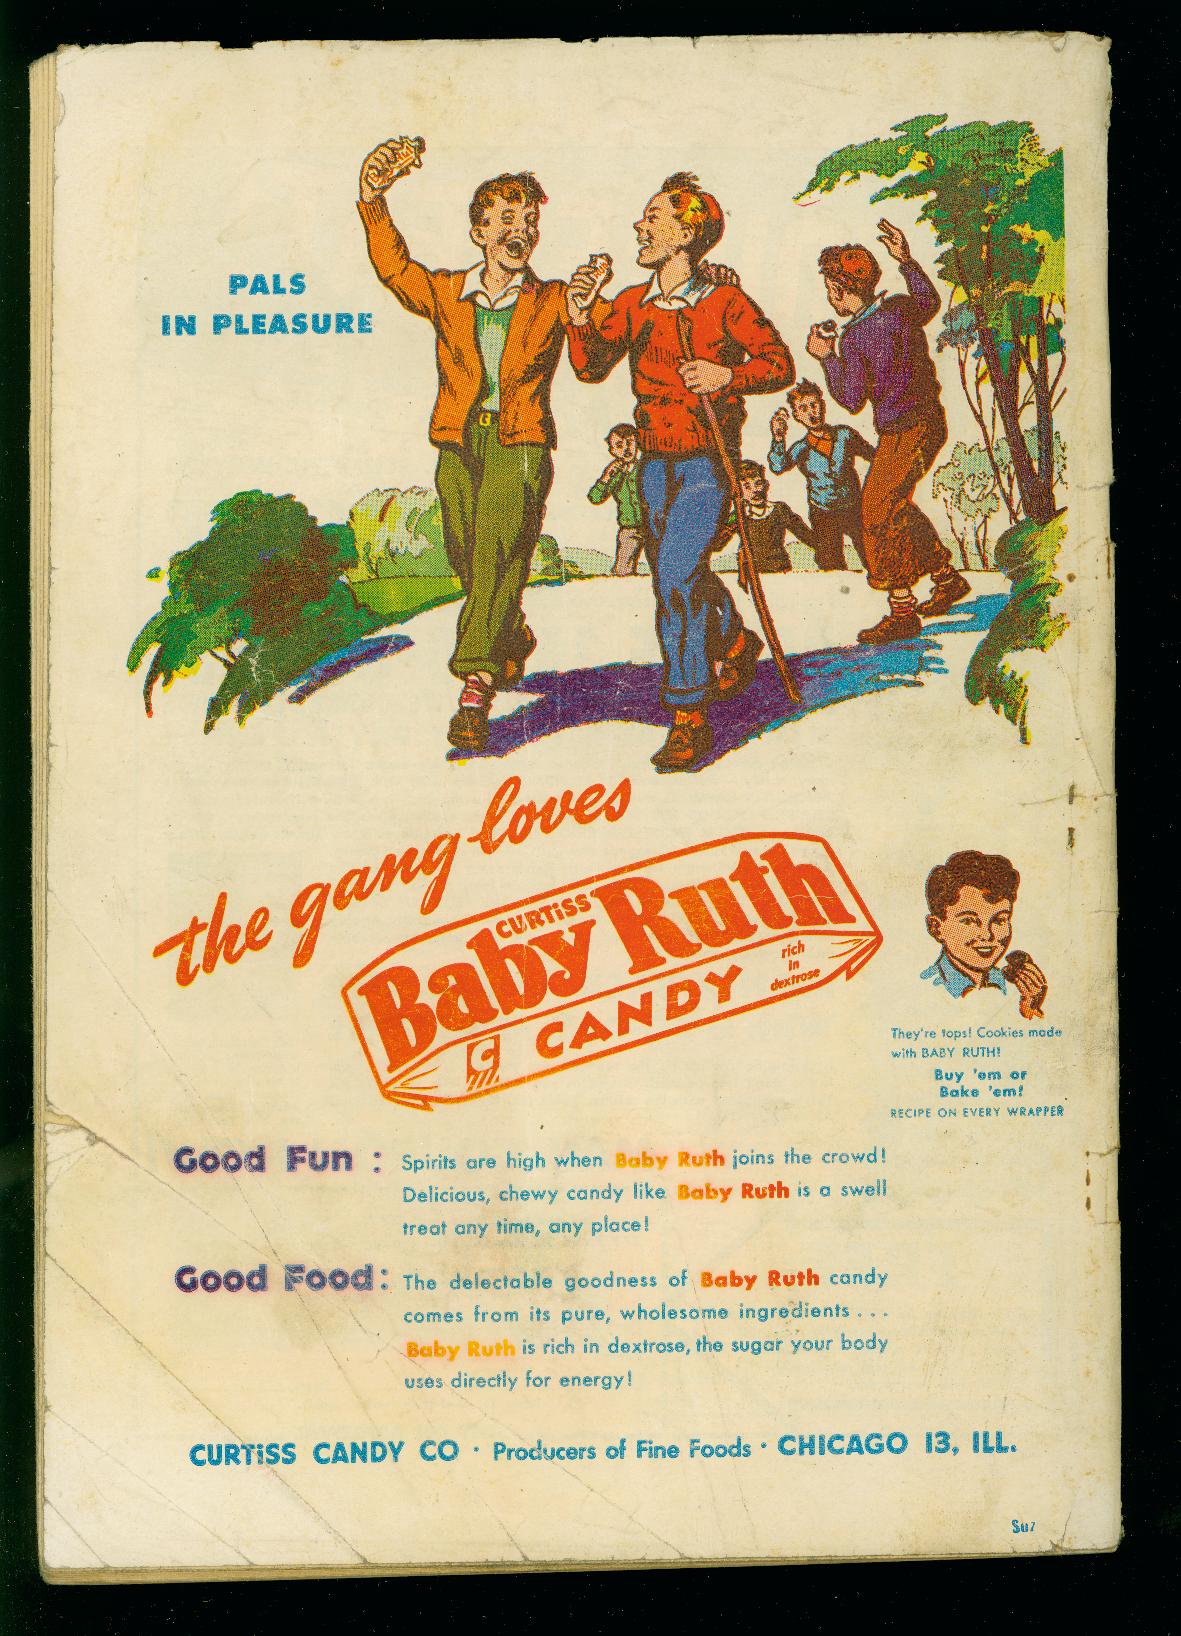 PALS
IN PLEASURE
the gang loves
CURTiSS
Baby Ruth
CANDY
rich
in
dextrose
C
They're tops! Cookies made
with BABY RUTH!
Buy 'em or
Bake 'em!
RECIPE ON EVERY WRAPPER
Good Fun : Spirits are high when Baby Ruth joins the crowd!
Delicious, chewy candy like Baby Ruth is a swell
treat any time, any place!
Good Food: The delectable goodness of Baby Ruth candy
comes from its pure, wholesome ingredients . . .
Baby Ruth is rich in dextrose, the sugar your body
uses directly for energy!
CURTiSS CANDY CO · Producers of Fine Foods · CHICAGO 13, ILL.